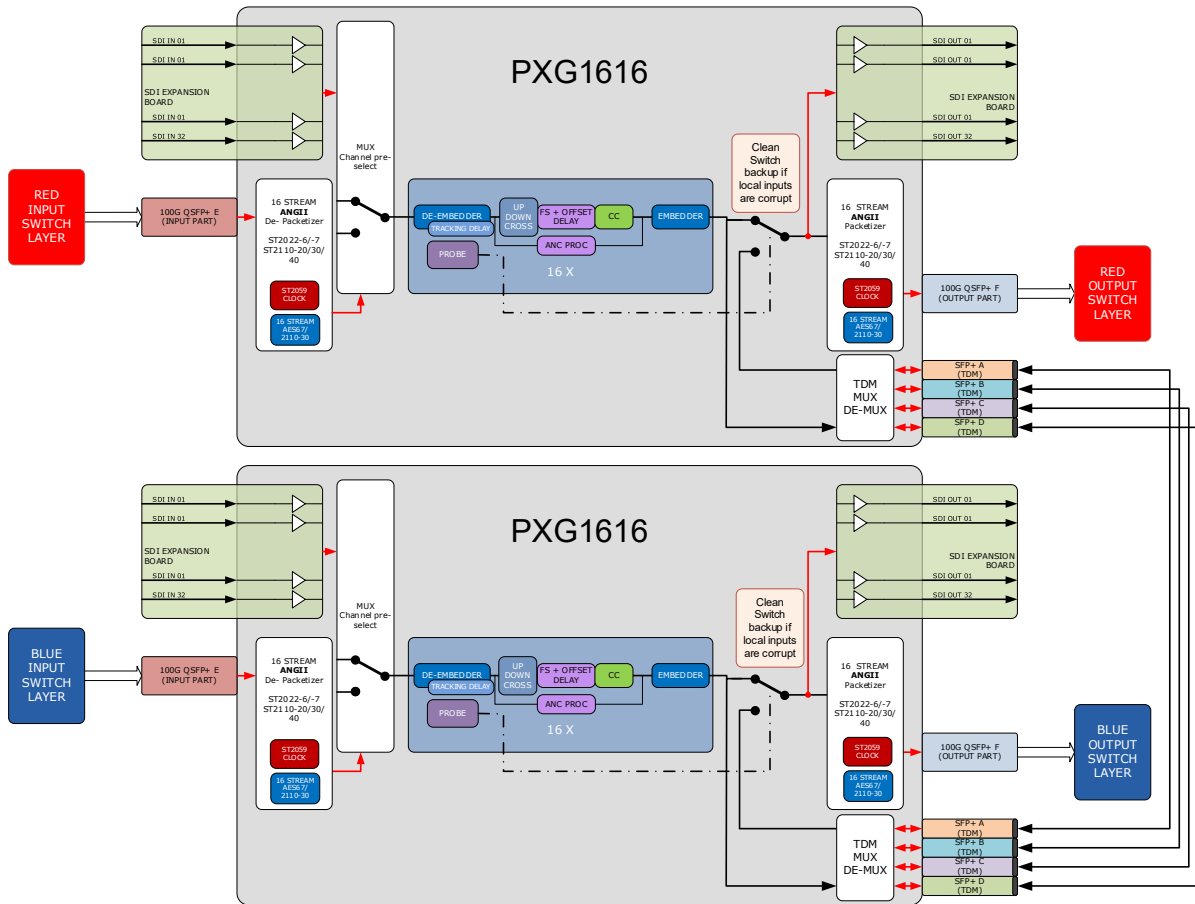 PXG1616
SDI IN 01
SDI IN 01
SDI EXPANSION
BOARD
SDI IN 01
SDI IN 32
MUX
Channel pre-
select
RED
INPUT
SWITCH
LAYER
100G QSFP+ E
(INPUT PART)
16 STREAM
ANGII
De- Packetizer
ST2022-6/-7
ST2110-20/30/
40
ST2059
CLOCK
16 STREAM
AES67/
2110-30
DE-EMBEDDER
TRACKING DELAY
PROBE
UP
DOWN
CROSS
FS + OFFSET
DELAY
CC
ANC PROC
EMBEDDER
16 X
Clean
Switch
backup if
local inputs
are corrupt
SDI OUT 01
SDI OUT 01
SDI EXPANSION
BOARD
SDI OUT 01
SDI OUT 32
16 STREAM
ANGII
Packetizer
ST2022-6/-7
ST2110-20/30/
40
ST2059
CLOCK
16 STREAM
AES67/
2110-30
100G QSFP+ F
(OUTPUT PART)
RED
OUTPUT
SWITCH
LAYER
TDM
MUX
DE-MUX
SFP+ A
(TDM)
SFP+ B
(TDM)
SFP+ C
(TDM)
SFP+ D
(TDM)
PXG1616
SDI IN 01
SDI IN 01
SDI EXPANSION
BOARD
SDI IN 01
SDI IN 32
MUX
Channel pre-
select
BLUE
INPUT
SWITCH
LAYER
100G QSFP+ E
(INPUT PART)
16 STREAM
ANGII
De- Packetizer
ST2022-6/-7
ST2110-20/30/
40
ST2059
CLOCK
16 STREAM
AES67/
2110-30
DE-EMBEDDER
TRACKING DELAY
PROBE
UP
DOWN
CROSS
FS + OFFSET
DELAY
CC
ANC PROC
EMBEDDER
16 X
Clean
Switch
backup if
local inputs
are corrupt
SDI OUT 01
SDI OUT 01
SDI EXPANSION
BOARD
SDI OUT 01
SDI OUT 32
16 STREAM
ANGII
Packetizer
ST2022-6/-7
ST2110-20/30/
40
ST2059
CLOCK
16 STREAM
AES67/
2110-30
100G QSFP+ F
(OUTPUT PART)
BLUE
OUTPUT
SWITCH
LAYER
TDM
MUX
DE-MUX
SFP+ A
(TDM)
SFP+ B
(TDM)
SFP+ C
(TDM)
SFP+ D
(TDM)